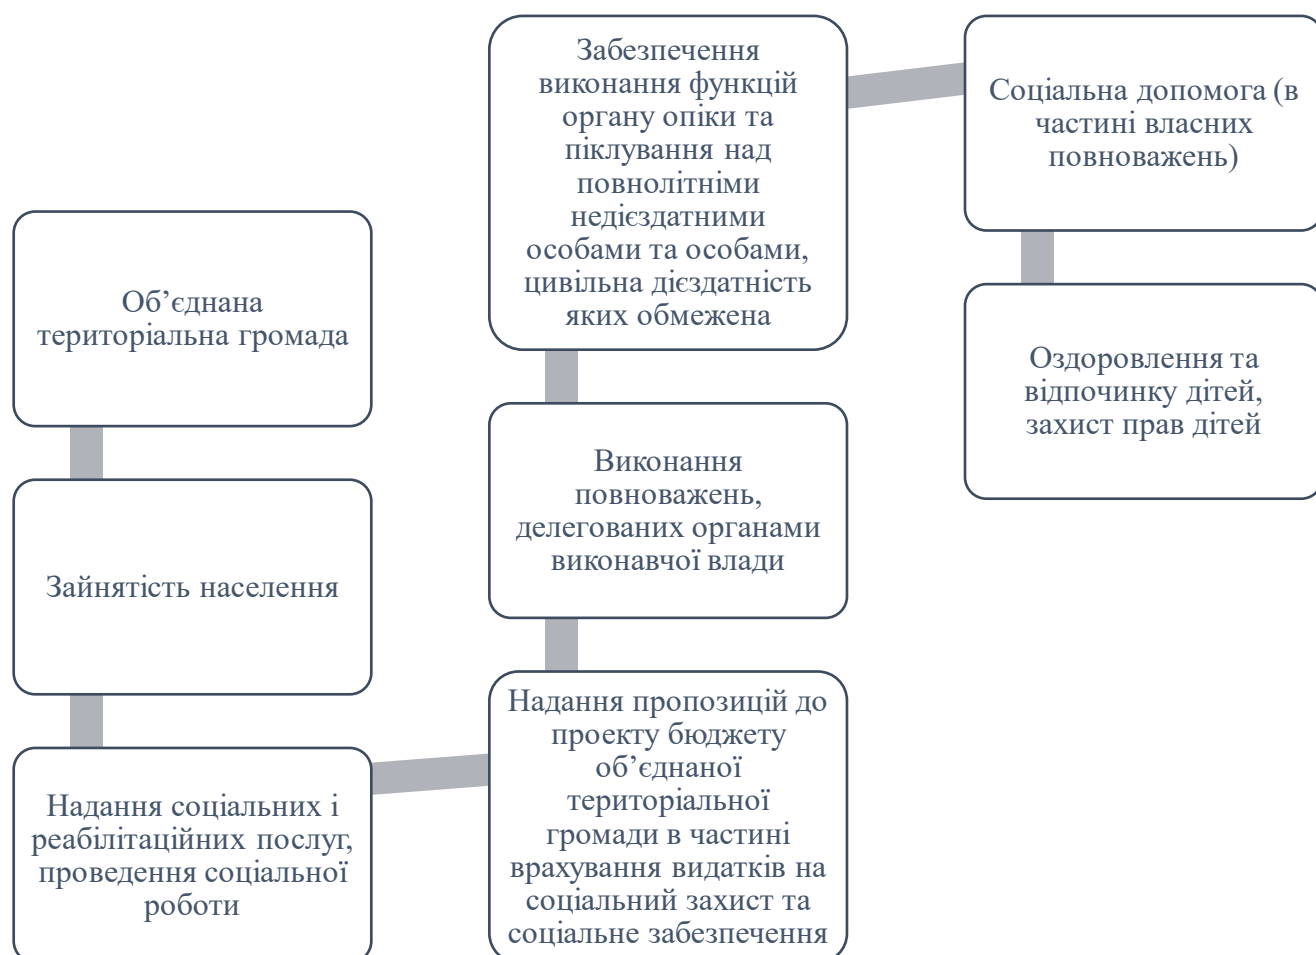 Об’єднана
територіальна громада
Зайнятість населення
Надання соціальних і
реабілітаційних послуг,
проведення соціальної
роботи
Надання пропозицій до
проекту бюджету
об’єднаної
територіальної
громади в частині
врахування видатків на
соціальний захист та
соціальне забезпечення
Виконання
повноважень,
делегованих органами
виконавчої влади
Забезпечення
виконання функцій
органу опіки та
піклування над
повнолітніми
недієздатними
особами та особами,
цивільна дієздатність
яких обмежена
Соціальна допомога (в
частині власних
повноважень)
Оздоровлення та
відпочинку дітей,
захист прав дітей